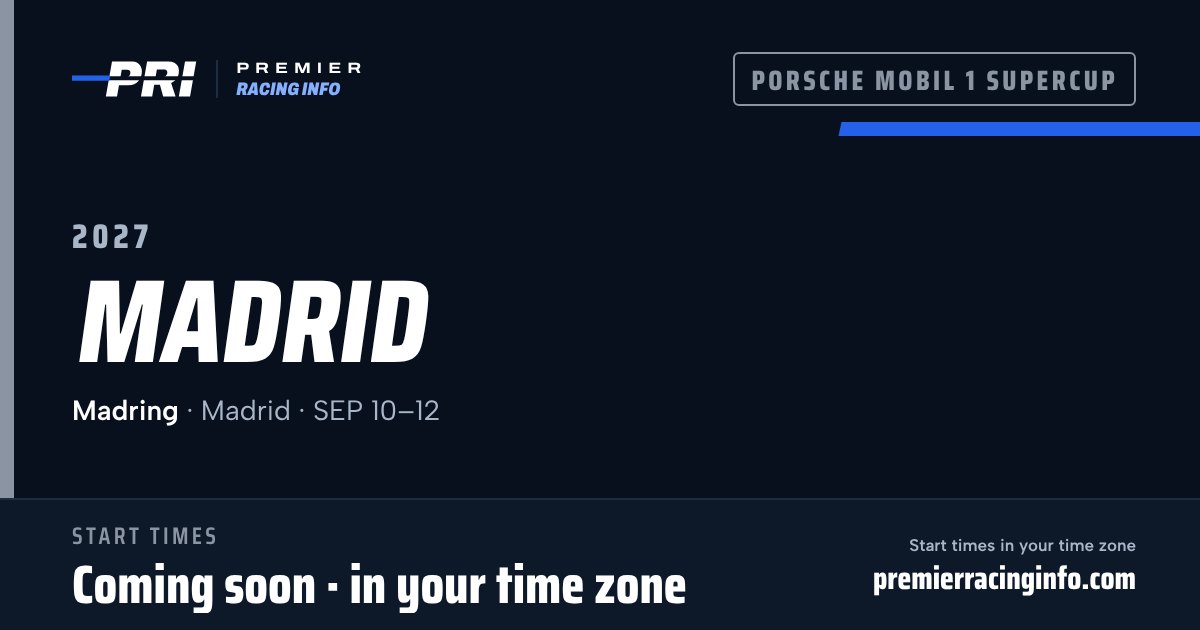 PRI
PREMIER
RACING INFO
PORSCHE MOBIL 1 SUPERCUP
2027
MADRID
Madring · Madrid · SEP 10–12
START TIMES
Coming soon · in your time zone
Start times in your time zone
premierracinginfo.com